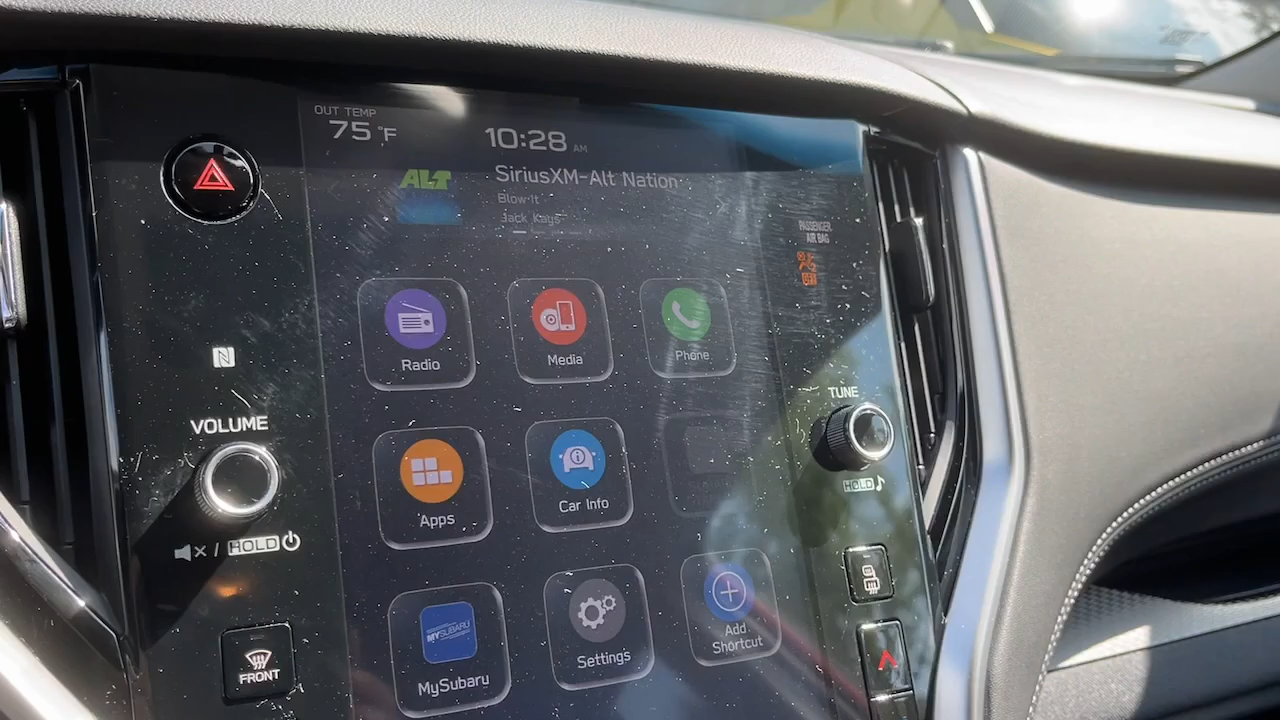 OUT TEMP
75°F
10:28 AM
ALT
SiriusXM-Alt Nation
Blow It
Jack Kays
PASSENGER
AIR BAG
OFF
Radio
Media
Phone
N
VOLUME
TUNE
HOLD
Apps
Car Info
/ HOLD
MYSUBARU
Add
Shortcut
MySubaru
Settings
FRONT